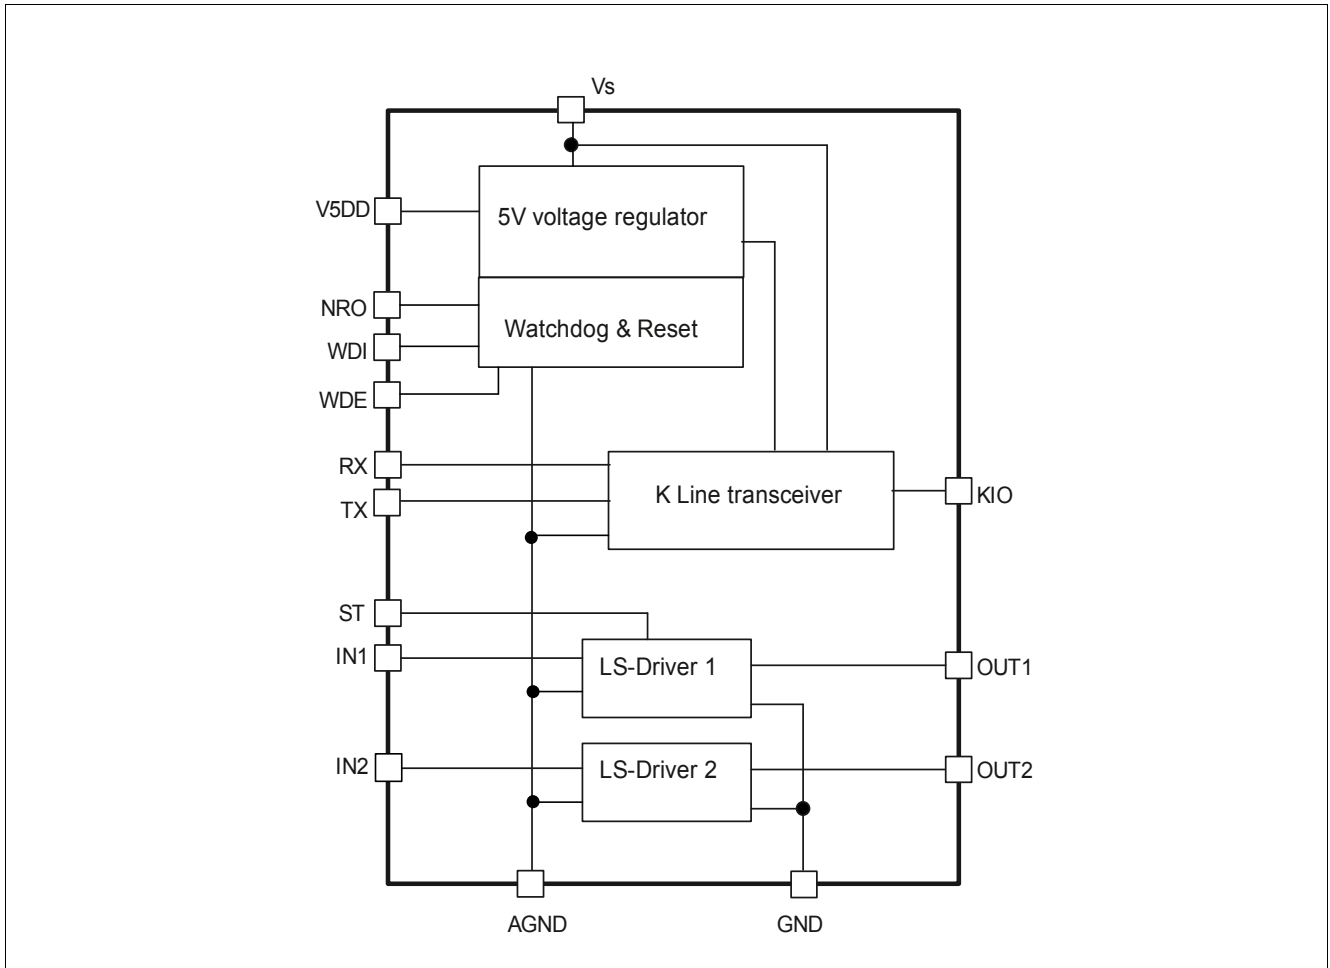 Vs
V5DD
5V voltage regulator
NRO
Watchdog & Reset
WDI
WDE
RX
K Line transceiver
KIO
TX
ST
IN1
LS-Driver 1
OUT1
IN2
LS-Driver 2
OUT2
AGND
GND